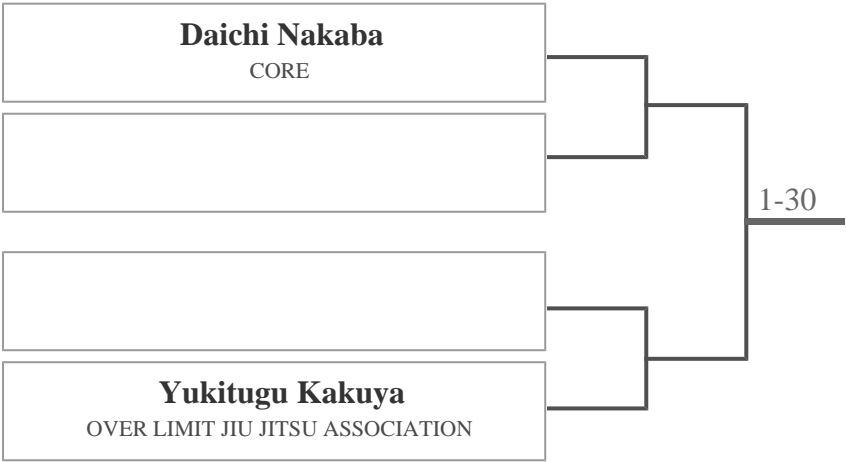 Daichi Nakaba
CORE
1-30
Yukitugu Kakuya
OVER LIMIT JIU JITSU ASSOCIATION